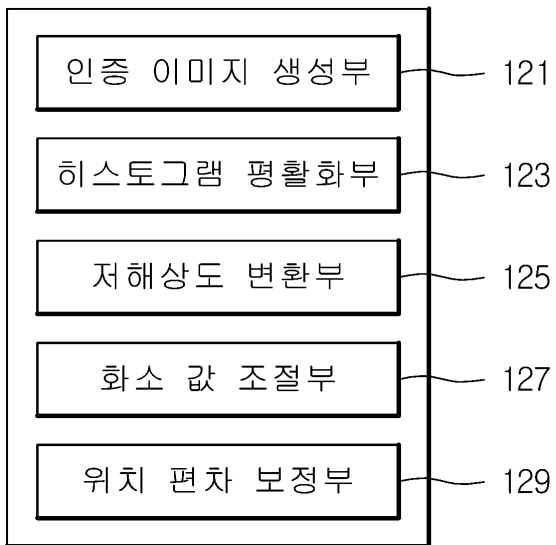 인증 이미지 생성부 121
히스토그램 평활화부 123
저해상도 변환부 125
화소 값 조절부 127
위치 편차 보정부 129